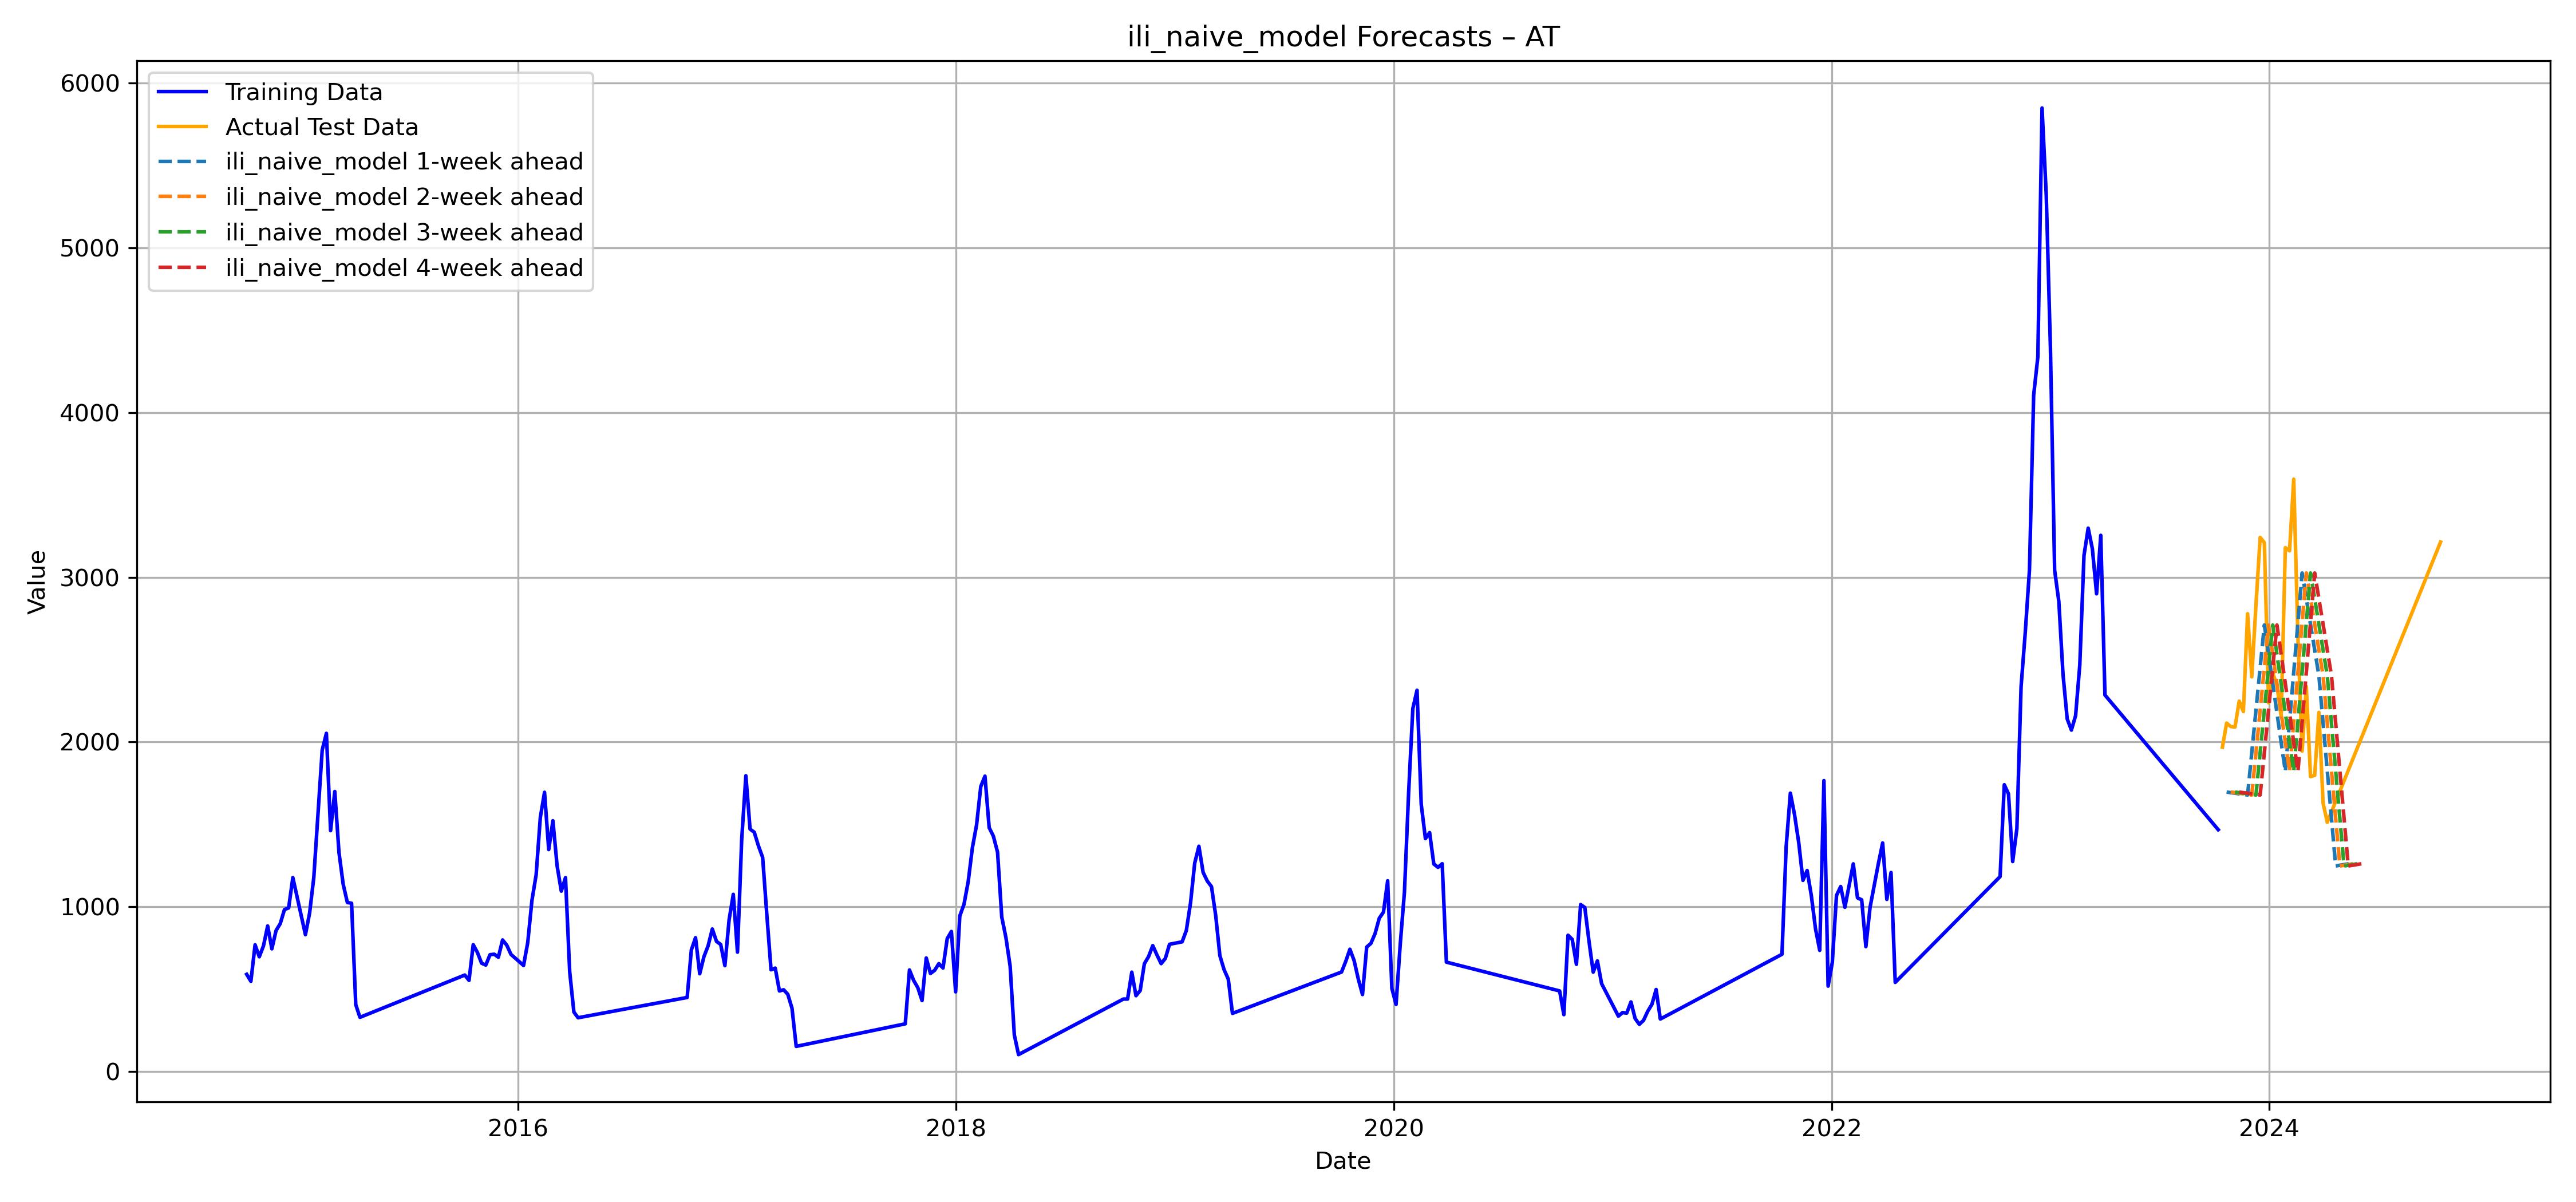 ili_naive_model Forecasts – AT
6000
5000
4000
3000
2000
1000
0
Value
Training Data
Actual Test Data
ili_naive_model 1-week ahead
ili_naive_model 2-week ahead
ili_naive_model 3-week ahead
ili_naive_model 4-week ahead
2016 2018 2020 2022 2024
Date